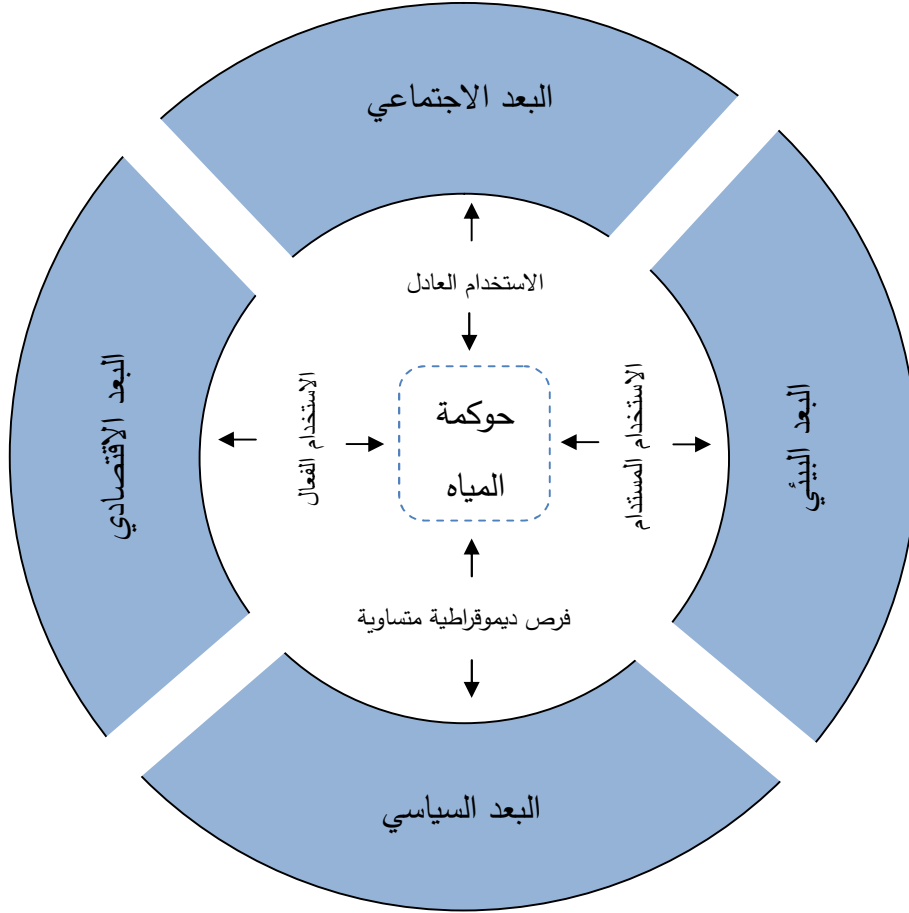 البعد الاجتماعي
الاستخدام العادل
البعد البيئي
الاستخدام المستدام
حوكمة
المياه
الاستخدام الفعال
البعد الاقتصادي
فرص ديموقراطية متساوية
البعد السياسي